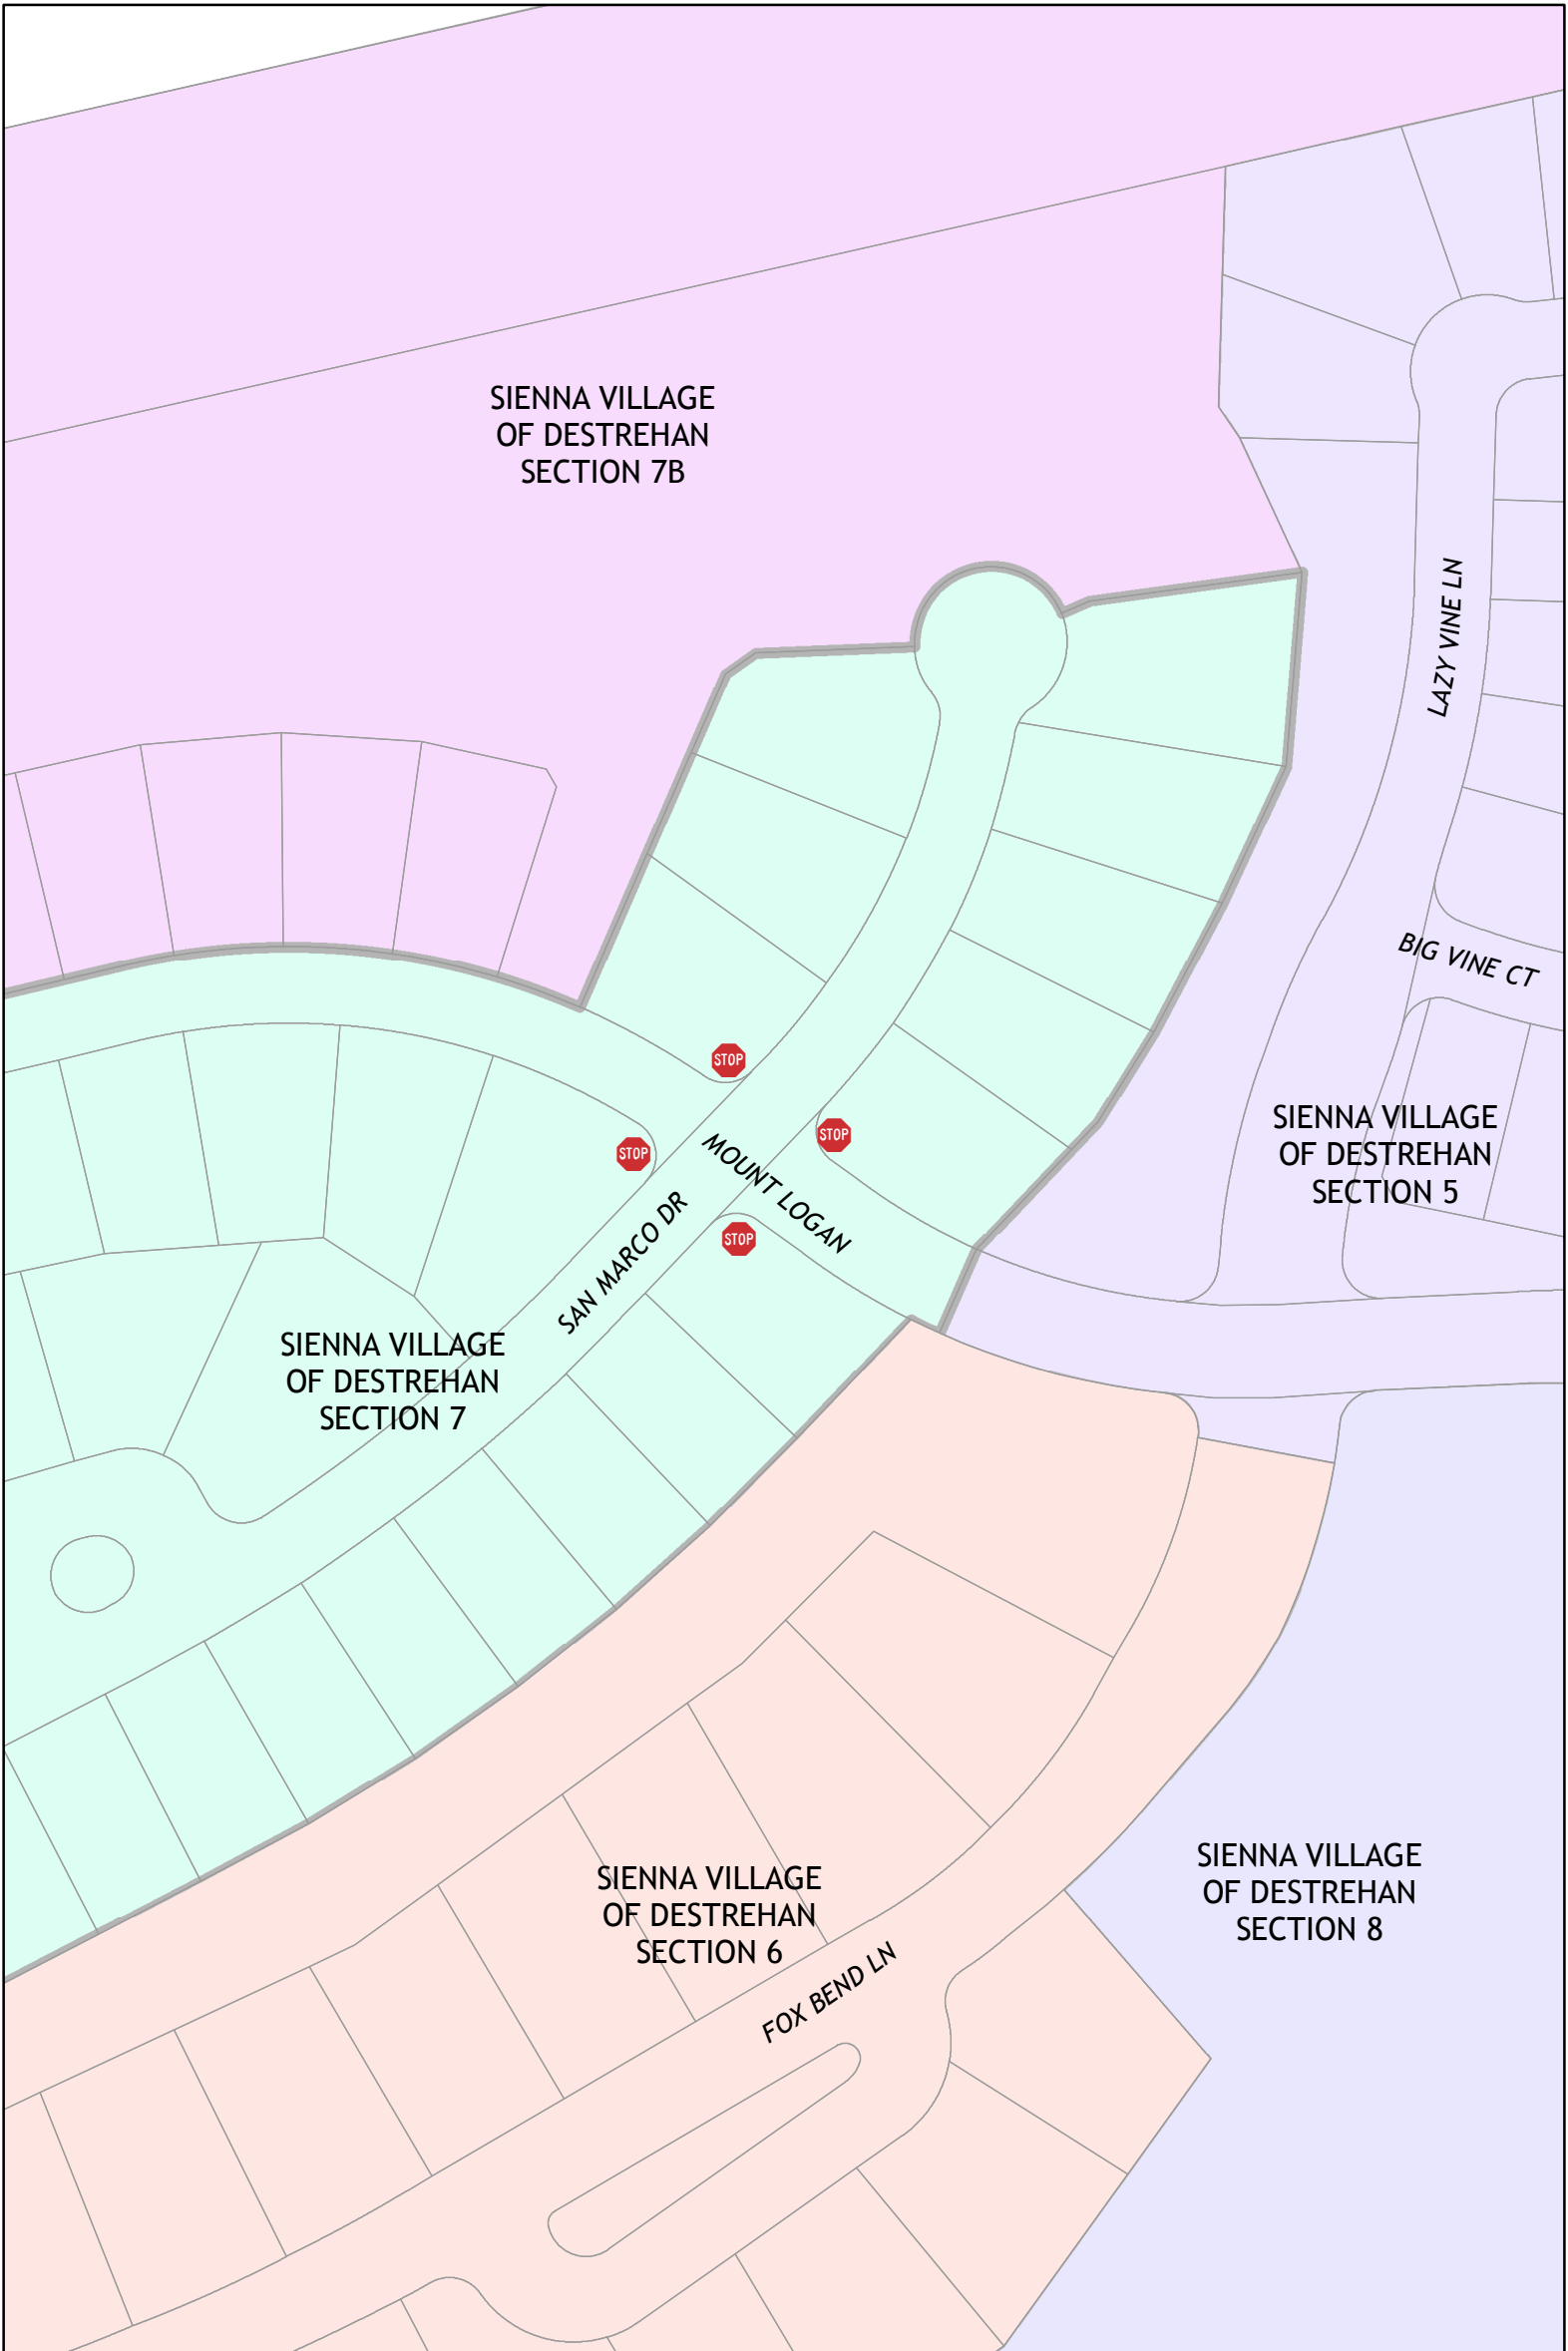 SIENNA VILLAGE
OF DESTREHAN
SECTION 7B
LAZY VINE LN
BIG VINE CT
STOP
STOP
STOP
STOP
MOUNT LOGAN
SAN MARCO DR
SIENNA VILLAGE
OF DESTREHAN
SECTION 5
SIENNA VILLAGE
OF DESTREHAN
SECTION 7
SIENNA VILLAGE
OF DESTREHAN
SECTION 8
SIENNA VILLAGE
OF DESTREHAN
SECTION 6
FOX BEND LN